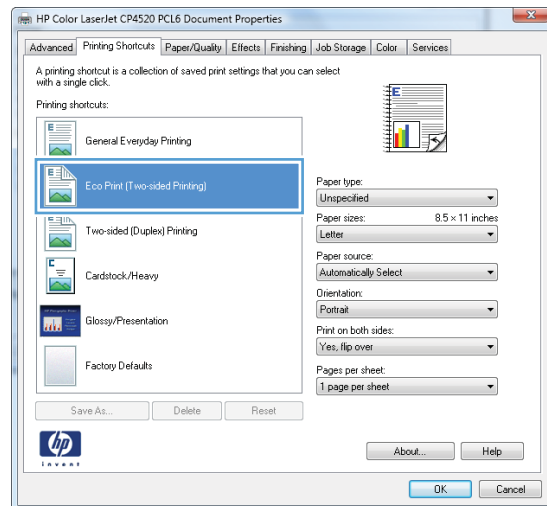 HP Color LaserJet CP4520 PCL6 Document Properties
Advanced Printing Shortcuts Paper/Quality Effects Finishing Job Storage Color Services
A printing shortcut is a collection of saved print settings that you can select
with a single click.
Printing shortcuts:
E
General Everyday Printing
E
Eco Print (Two-sided Printing)
E
Two-sided (Duplex) Printing
C
Cardstock/Heavy
Glossy/Presentation
Factory Defaults
Save As... Delete Reset
E
Paper type:
Unspecified
Paper sizes: 8.5 × 11 inches
Letter
Paper source:
Automatically Select
Orientation:
Portrait
Print on both sides:
Yes, flip over
Pages per sheet:
1 page per sheet
hp
invent
About... Help
OK Cancel